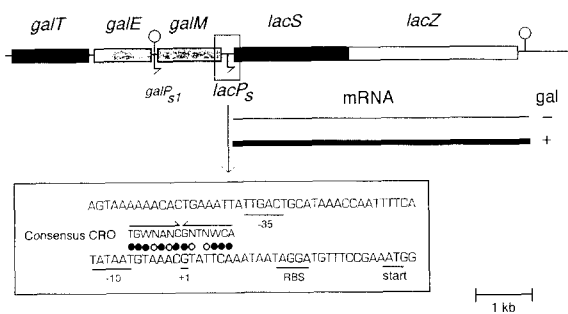 galT galE galM lacS lacZ
galPs1 lacPs mRNA gal
−
+
AGTAAAAAACACTGAAATTATTGACTGCATAAACCAATTTTCA
-35
Consensus CRO TGWNANCGNTNWCA
TATAATGTAAACGTATTCAAATAATAGGATGTTTCCGAAATGG
-10 +1 RBS start
1 kb